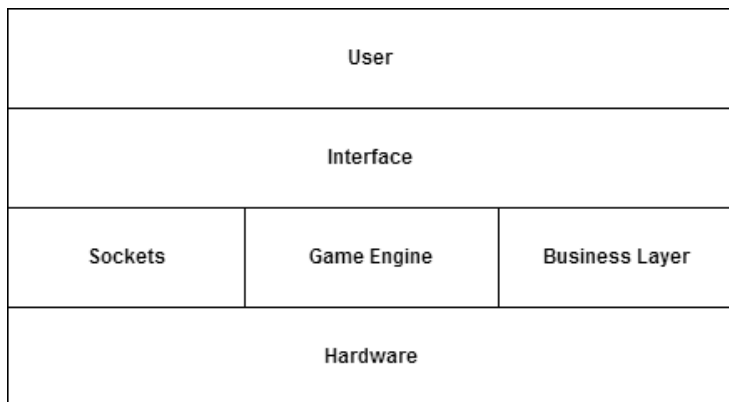 User
Interface
Sockets
Game Engine
Business Layer
Hardware